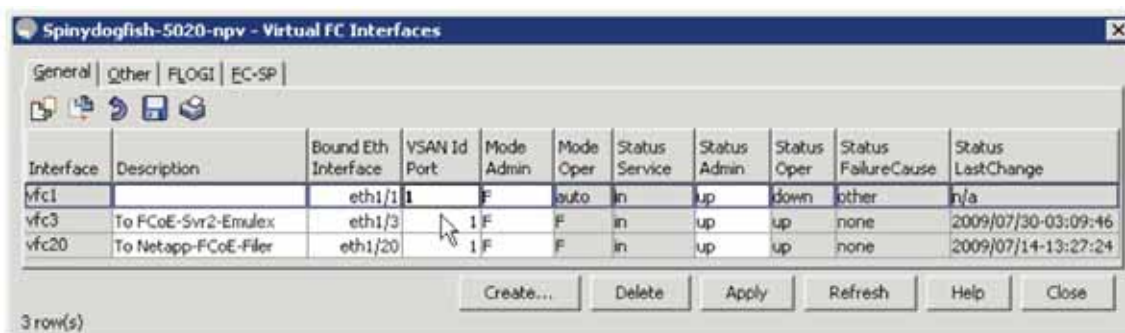 Spinydogfish-5020-npv - Virtual FC Interfaces
General Other FLOGI FC-SP
Interface Description Bound Eth Interface VSAN Id Port Mode Admin Mode Oper Status Service Status Admin Status Oper Status FailureCause Status LastChange
vfc1 eth1/1 1 F auto in up down other n/a
vfc3 To FCoE-Svr2-Emulex eth1/3 1 F F in up up none 2009/07/30-03:09:46
vfc20 To Netapp-FCoE-Filer eth1/20 1 F F in up up none 2009/07/14-13:27:24
Create... Delete Apply Refresh Help Close
3 row(s)